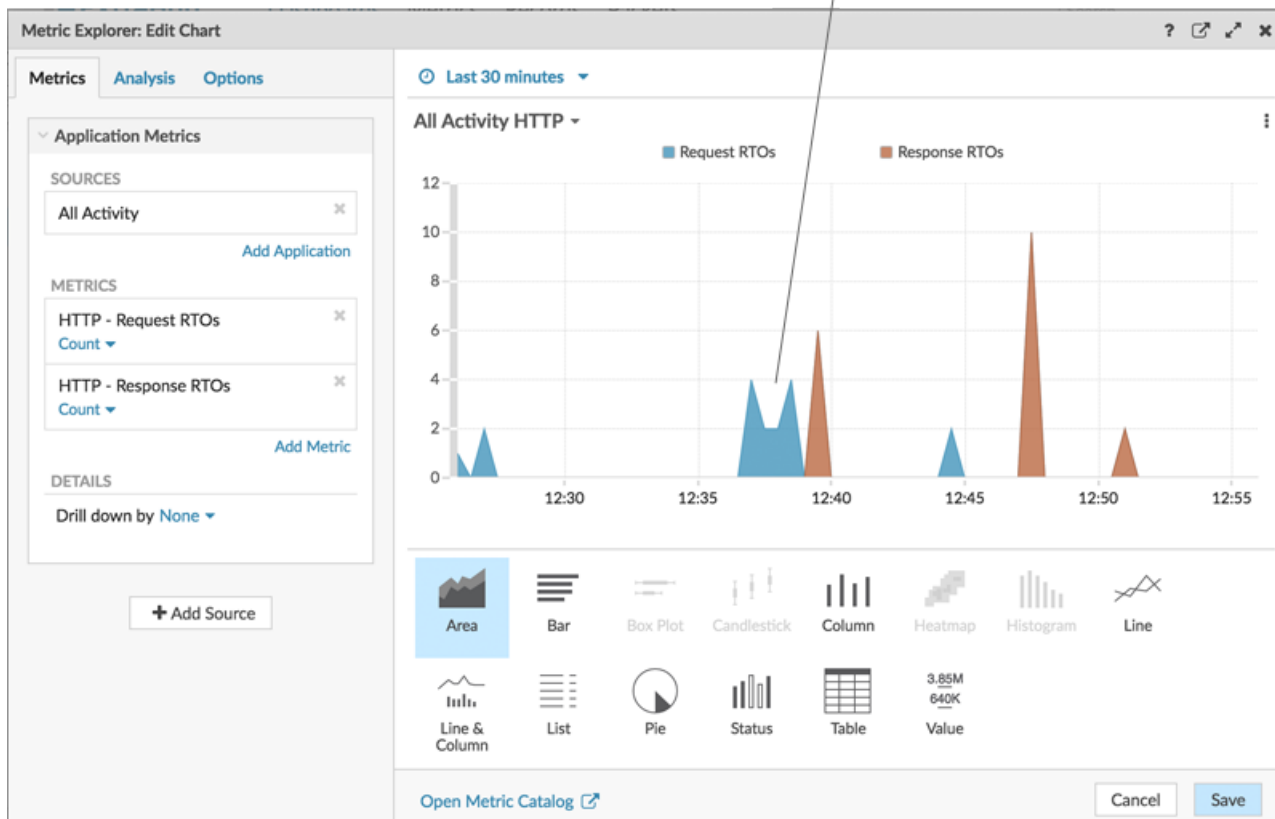 Metric Explorer: Edit Chart
?
Metrics Analysis Options
Application Metrics
SOURCES
All Activity
Add Application
METRICS
HTTP - Request RTOs
Count
HTTP - Response RTOs
Count
Add Metric
DETAILS
Drill down by None
+ Add Source
Last 30 minutes
All Activity HTTP
Request RTOs Response RTOs
12
10
8
6
4
2
0
12:30 12:35 12:40 12:45 12:50 12:55
Area Bar Box Plot Candlestick Column Heatmap Histogram Line
3.85M
640K
Line & Column List Pie Status Table Value
Open Metric Catalog
Cancel Save